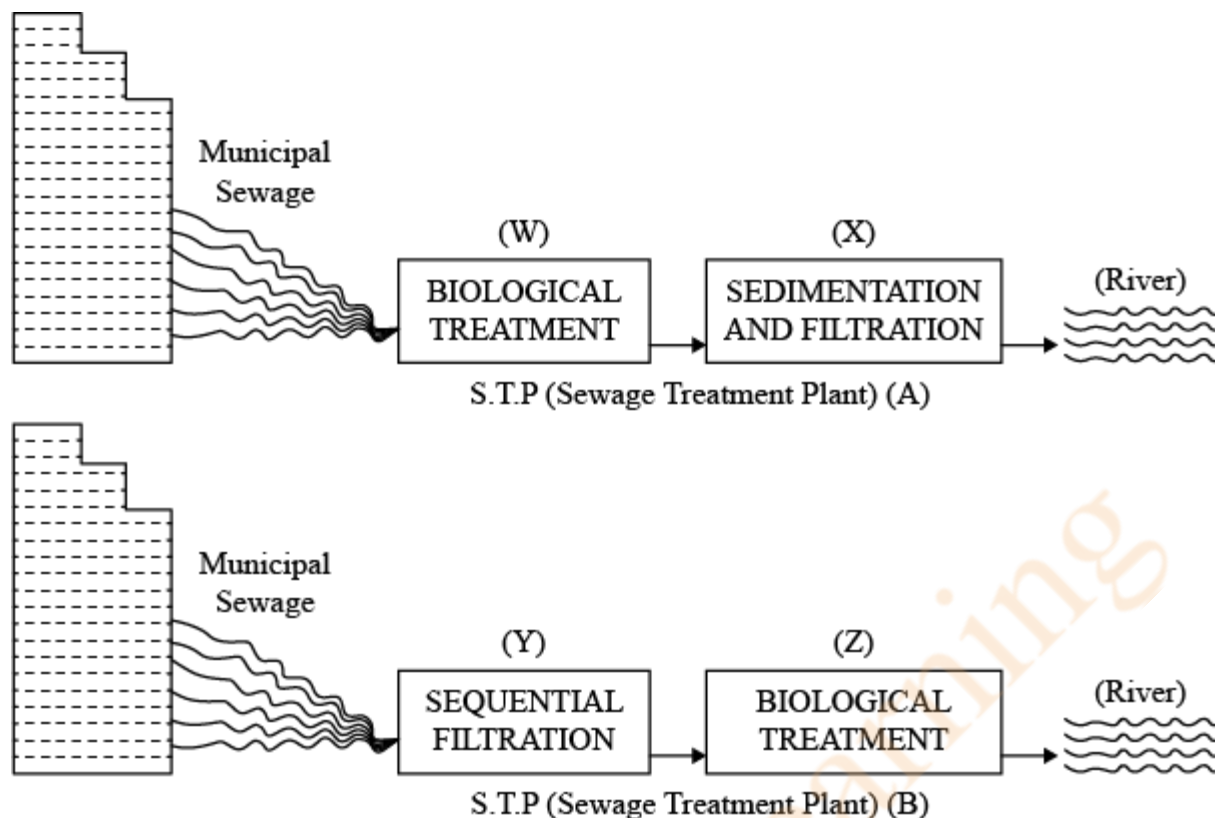 Municipal
Sewage
(W)
(X)
BIOLOGICAL
TREATMENT
SEDIMENTATION
AND FILTRATION
(River)
S.T.P (Sewage Treatment Plant) (A)
Municipal
Sewage
(Y)
(Z)
SEQUENTIAL
FILTRATION
BIOLOGICAL
TREATMENT
(River)
S.T.P (Sewage Treatment Plant) (B)